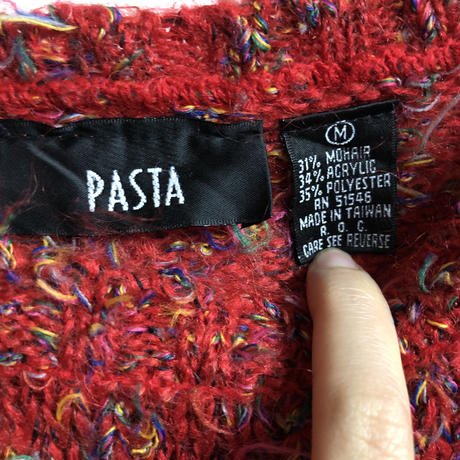 PASTA
M
31% MOHAIR
34% ACRYLIC
35% POLYESTER
RN 51546
MADE IN TAIWAN
R. O. C.
CARE SEE REVERSE